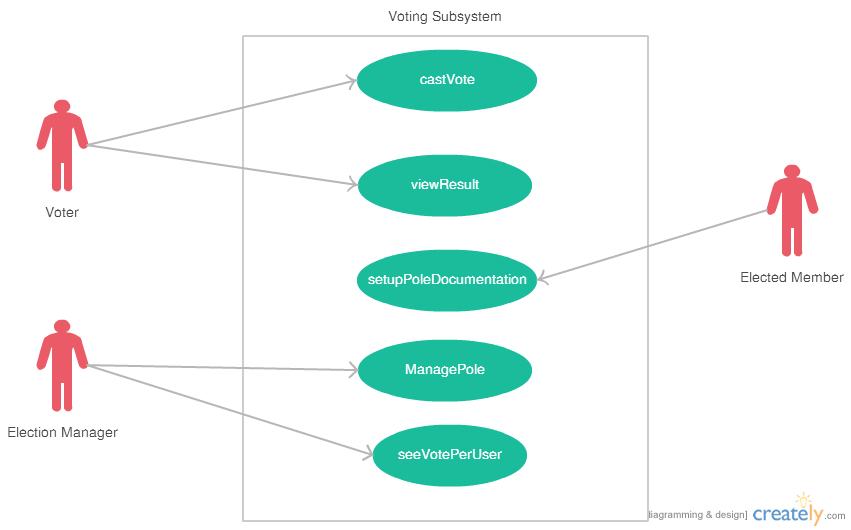 Voting Subsystem
castVote
viewResult
Voter
setupPoleDocumentation
Elected Member
ManagePole
Election Manager
seeVotePerUser
iagramming & design] creately.com